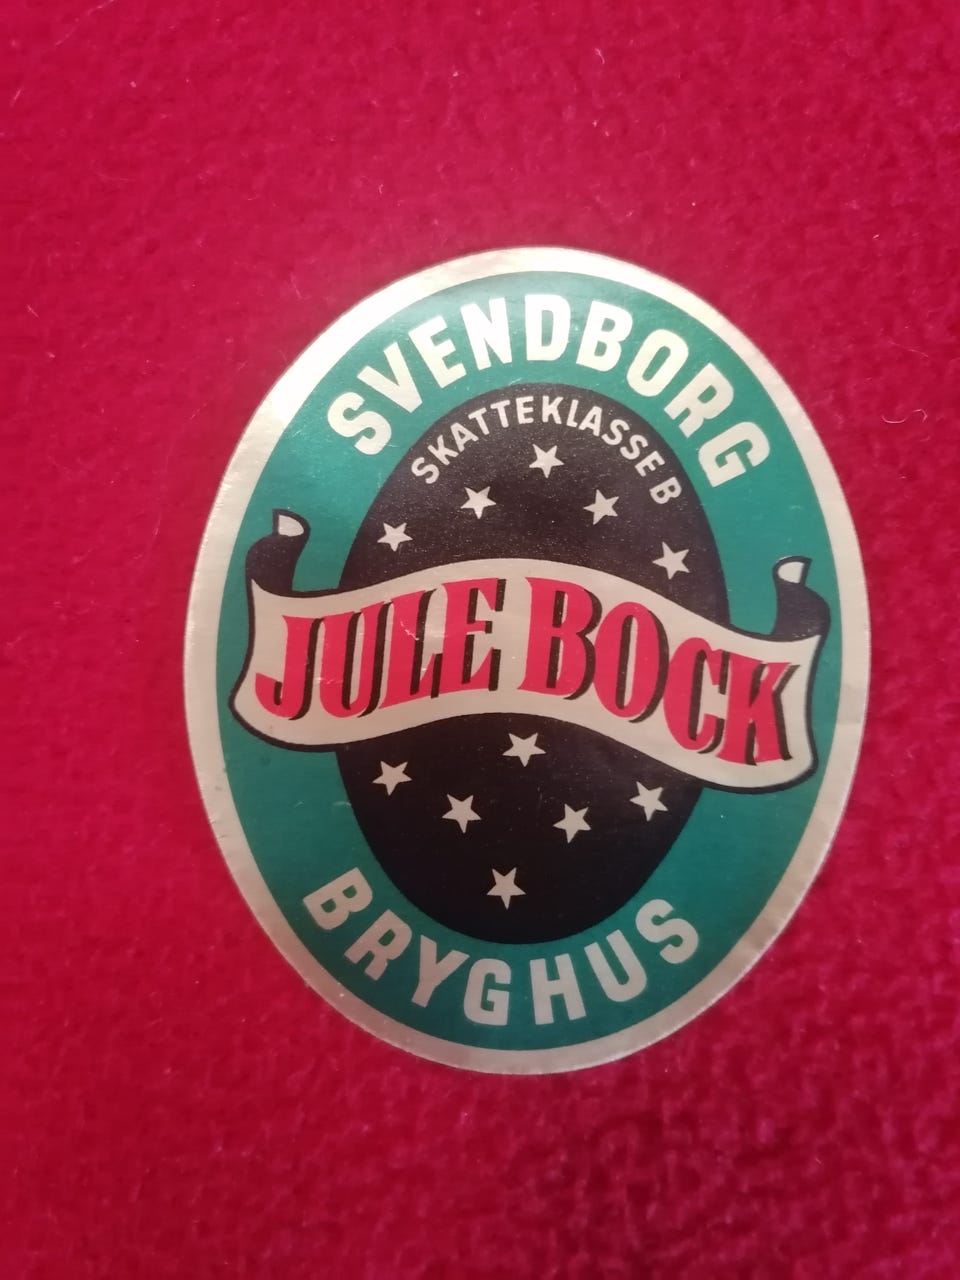 SVENDBORG
SKATTEKLASSE B
JULE BOCK
BRYGHUS